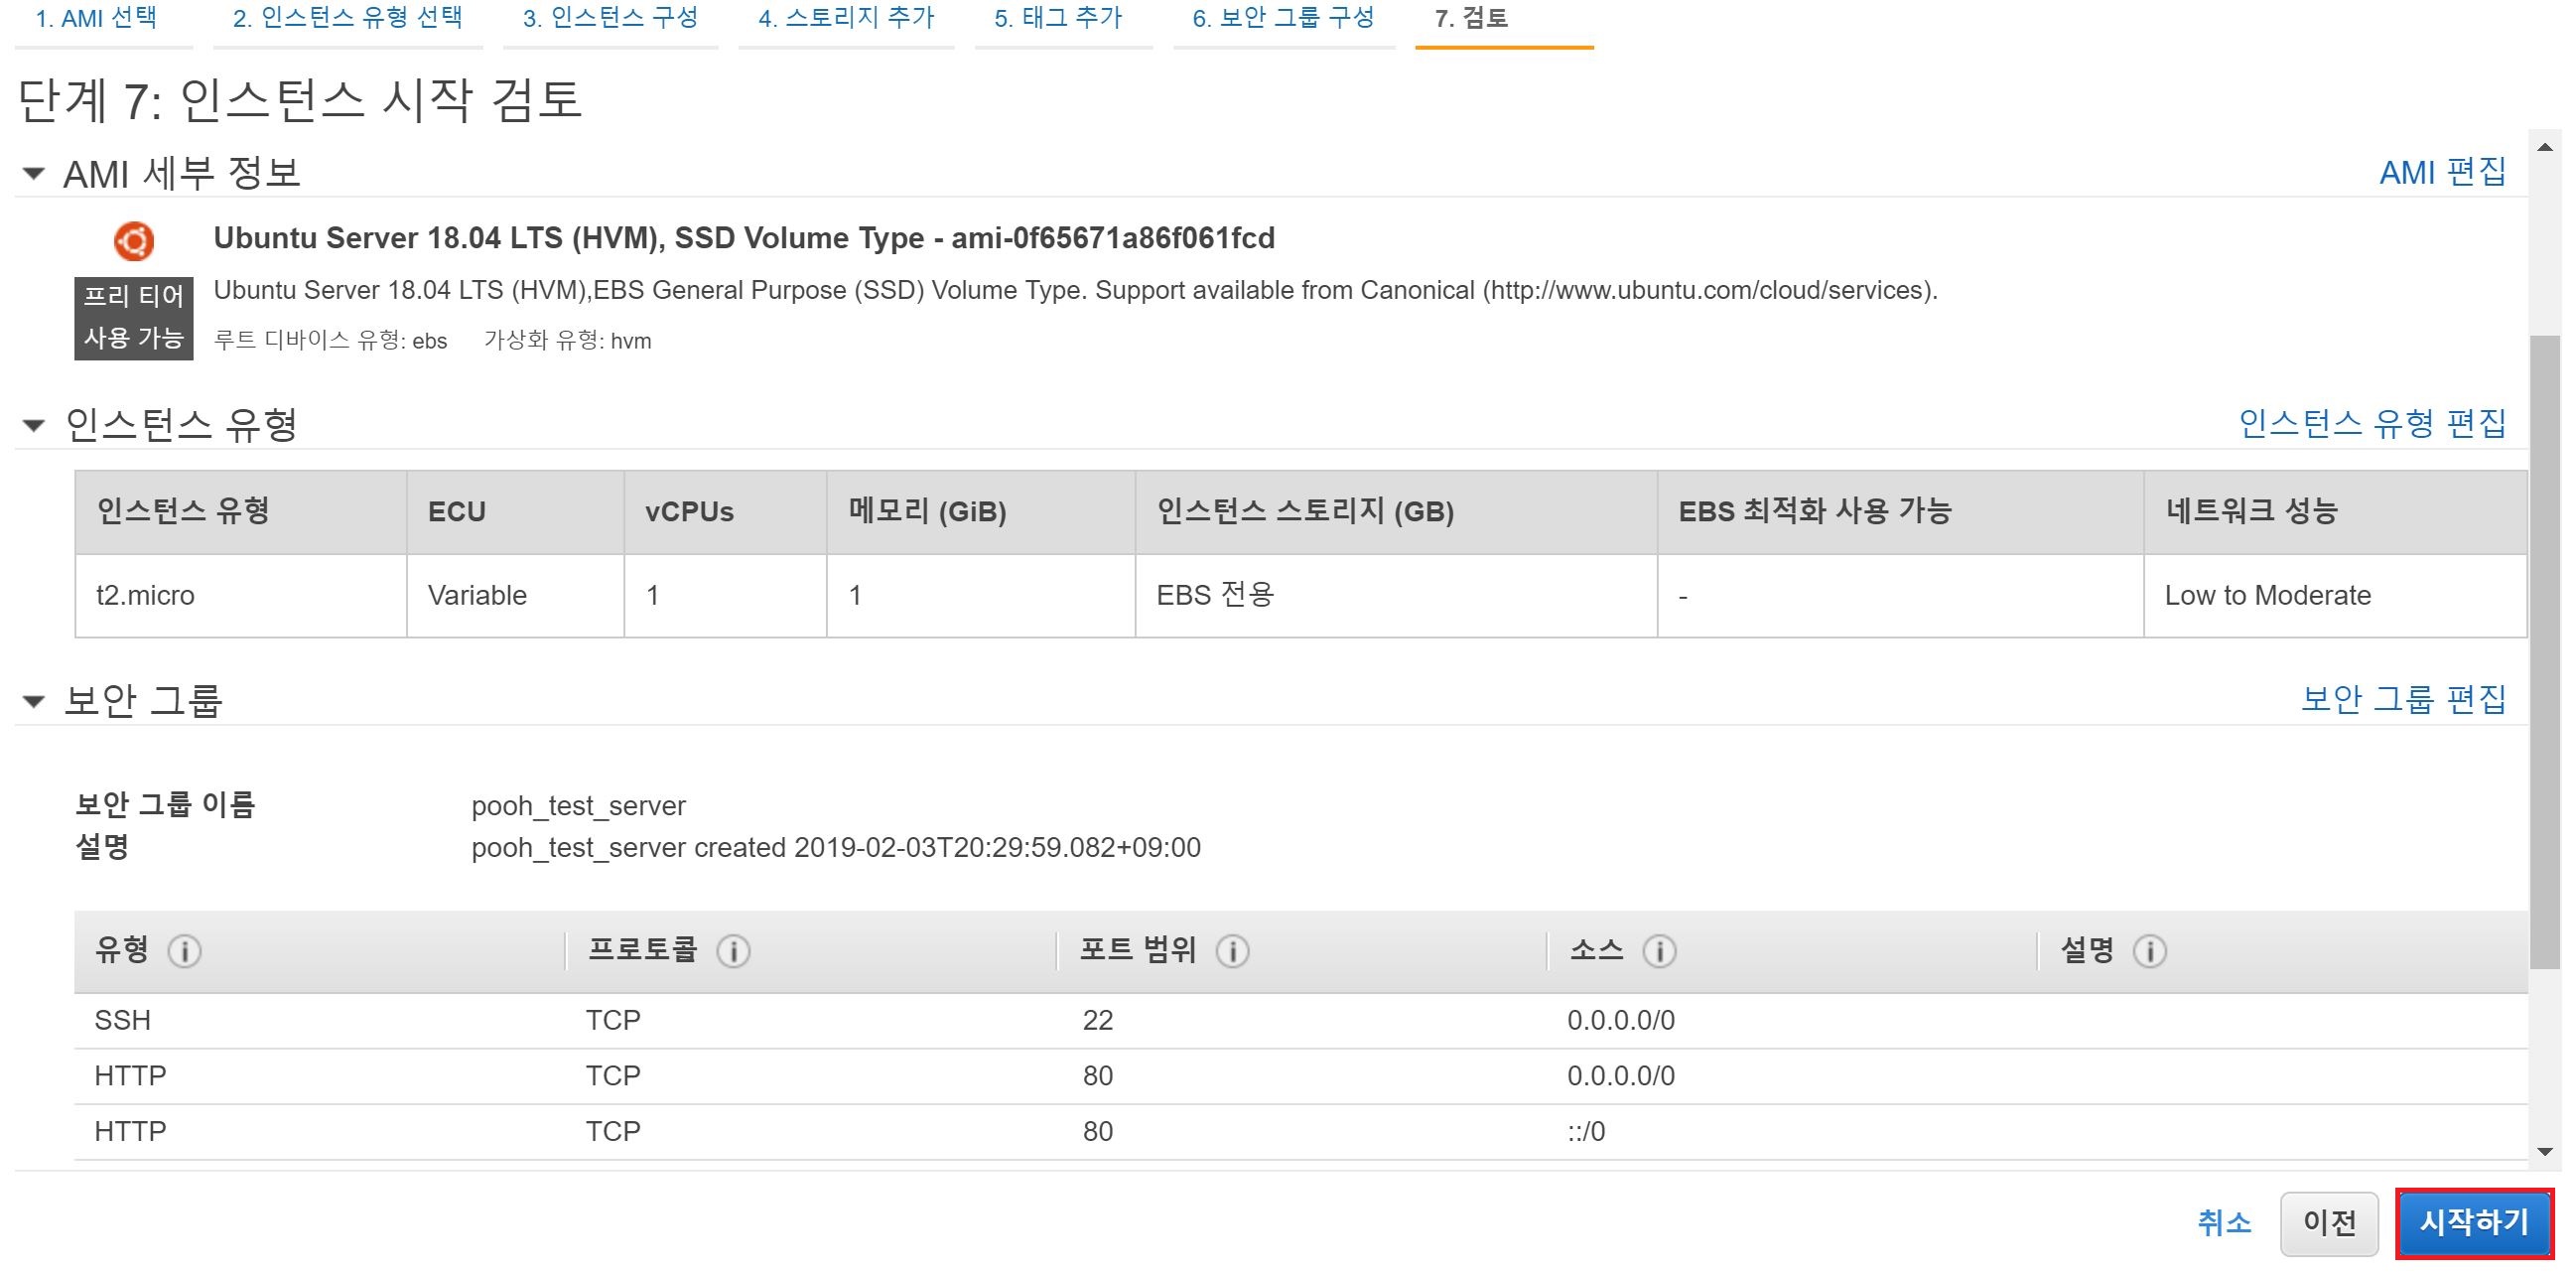 1. AMI 선택 2. 인스턴스 유형 선택 3. 인스턴스 구성 4. 스토리지 추가 5. 태그 추가 6. 보안 그룹 구성 7. 검토
단계 7: 인스턴스 시작 검토
AMI 세부 정보 AMI 편집
Ubuntu Server 18.04 LTS (HVM), SSD Volume Type - ami-0f65671a86f061fcd
프리 티어
사용 가능
Ubuntu Server 18.04 LTS (HVM),EBS General Purpose (SSD) Volume Type. Support available from Canonical (http://www.ubuntu.com/cloud/services).
루트 디바이스 유형: ebs 가상화 유형: hvm
인스턴스 유형 인스턴스 유형 편집
인스턴스 유형 ECU vCPUs 메모리 (GiB) 인스턴스 스토리지 (GB) EBS 최적화 사용 가능 네트워크 성능
t2.micro Variable 1 1 EBS 전용 - Low to Moderate
보안 그룹 보안 그룹 편집
보안 그룹 이름 pooh_test_server
설명 pooh_test_server created 2019-02-03T20:29:59.082+09:00
유형 i 프로토콜 i 포트 범위 i 소스 i 설명 i
SSH TCP 22 0.0.0.0/0
HTTP TCP 80 0.0.0.0/0
HTTP TCP 80 ::/0
취소 이전 시작하기